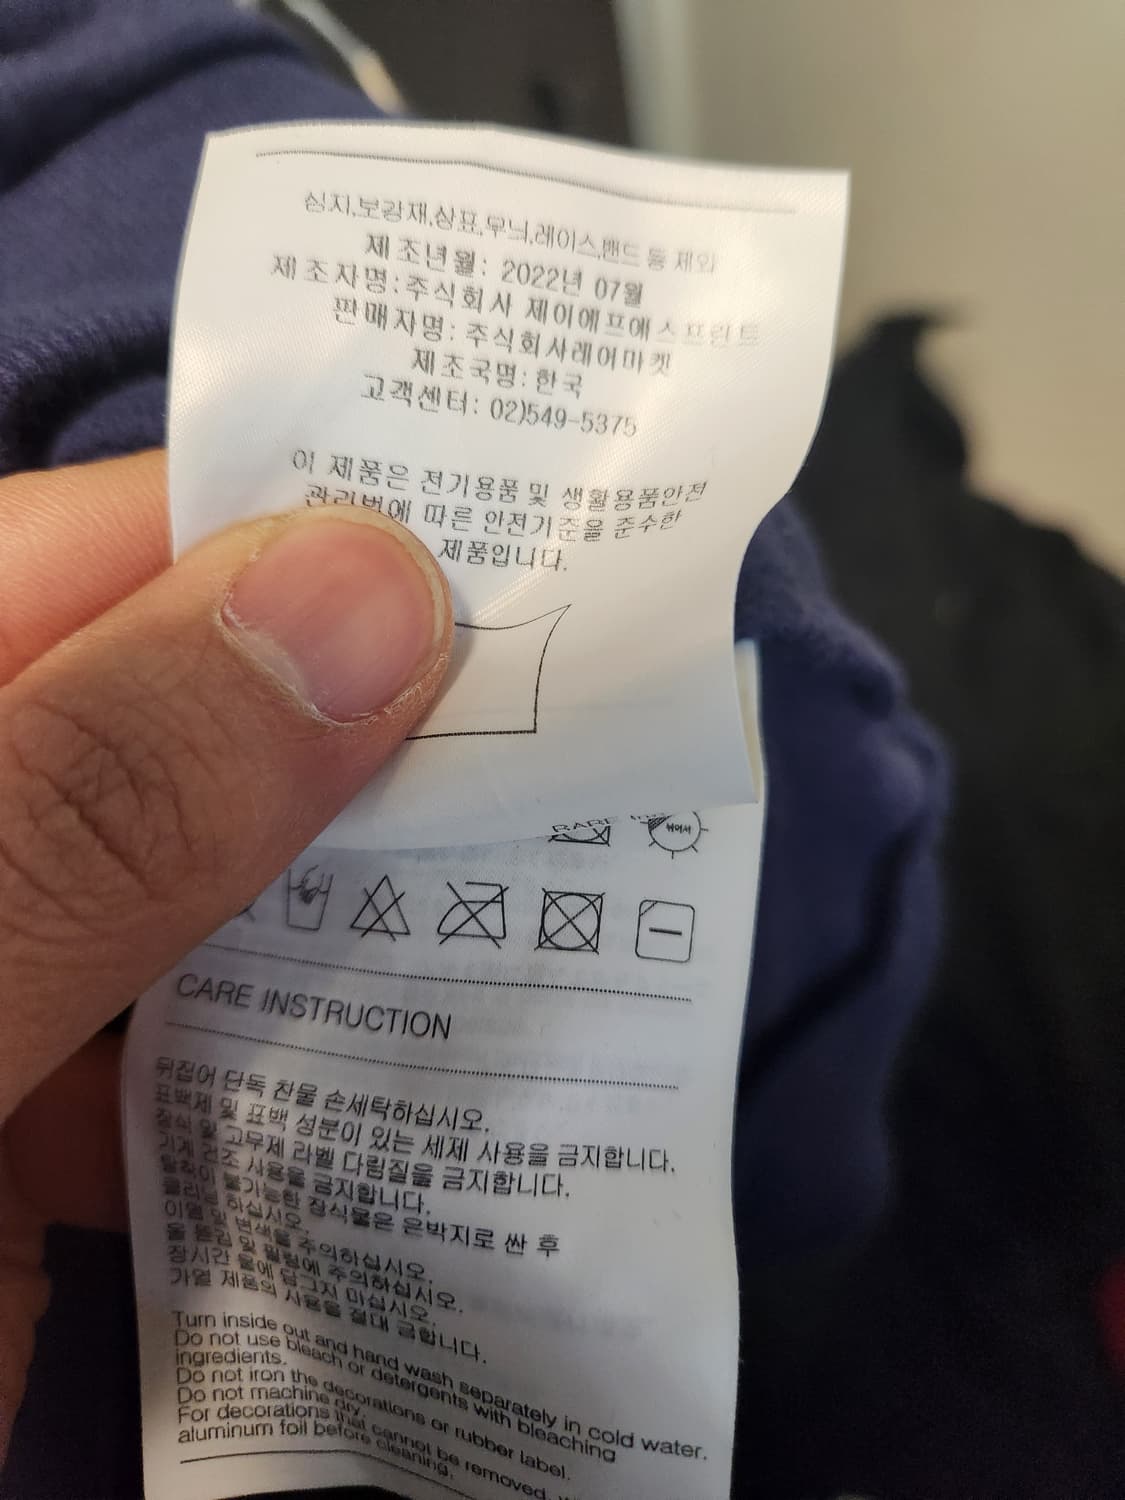 심지,보강재,상표,무늬,레이스,밴드 등 제외
제조년월: 2022년 07월
제조자명:주식회사 제이에프에스프린트
판매자명: 주식회사레어마켓
제조국명: 한국
고객센터: 02)549-5375
이 제품은 전기용품 및 생활용품안전
관리법에 따른 안전기준을 준수한
제품입니다.
뉘어서
CARE INSTRUCTION
뒤집어 단독 찬물 손세탁하십시오.
표백제 및 표백 성분이 있는 세제 사용을 금지합니다.
장식 및 고무제 라벨 다림질을 금지합니다.
기계 건조 사용을 금지합니다.
탈착이 불가능한 장식물은 은박지로 싼 후
하십시오.
이염 및 변색을 주의하십시오.
올 풀림 및 필링에 주의하십시오.
장시간 물에 담그지 마십시오.
가열 제품의 사용을 절대 금합니다.
Turn inside out and hand wash separately in cold water.
Do not use bleach or detergents with bleaching
ingredients.
Do not iron the decorations or rubber label.
Do not machine dry
For decorations that cannot be removed,
aluminum foil before cleaning.